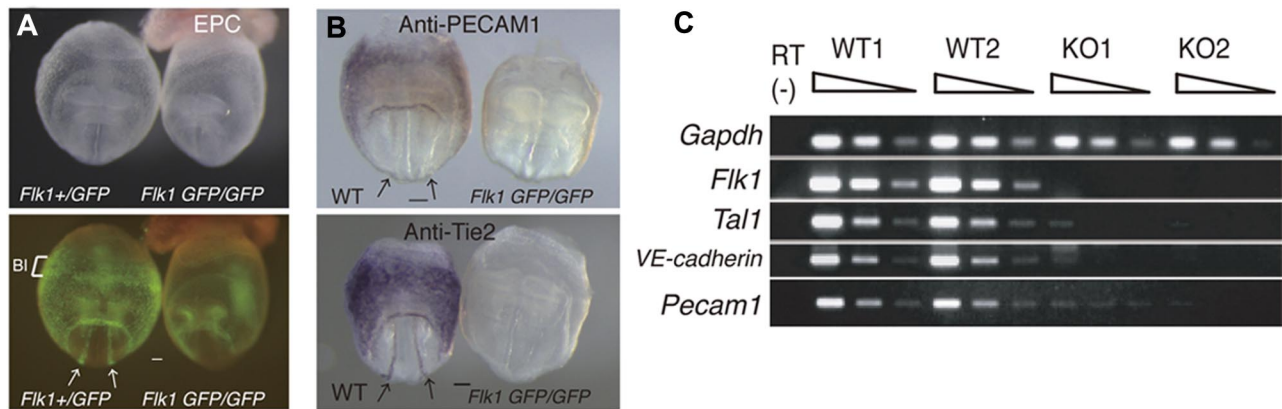 A
EPC
Flk1+/GFP Flk1 GFP/GFP
Bl
Flk1+/GFP Flk1 GFP/GFP
B
Anti-PECAM1
WT Flk1 GFP/GFP
Anti-Tie2
WT Flk1 GFP/GFP
C
RT WT1 WT2 KO1 KO2
(-)
Gapdh
Flk1
Tal1
VE-cadherin
Pecam1